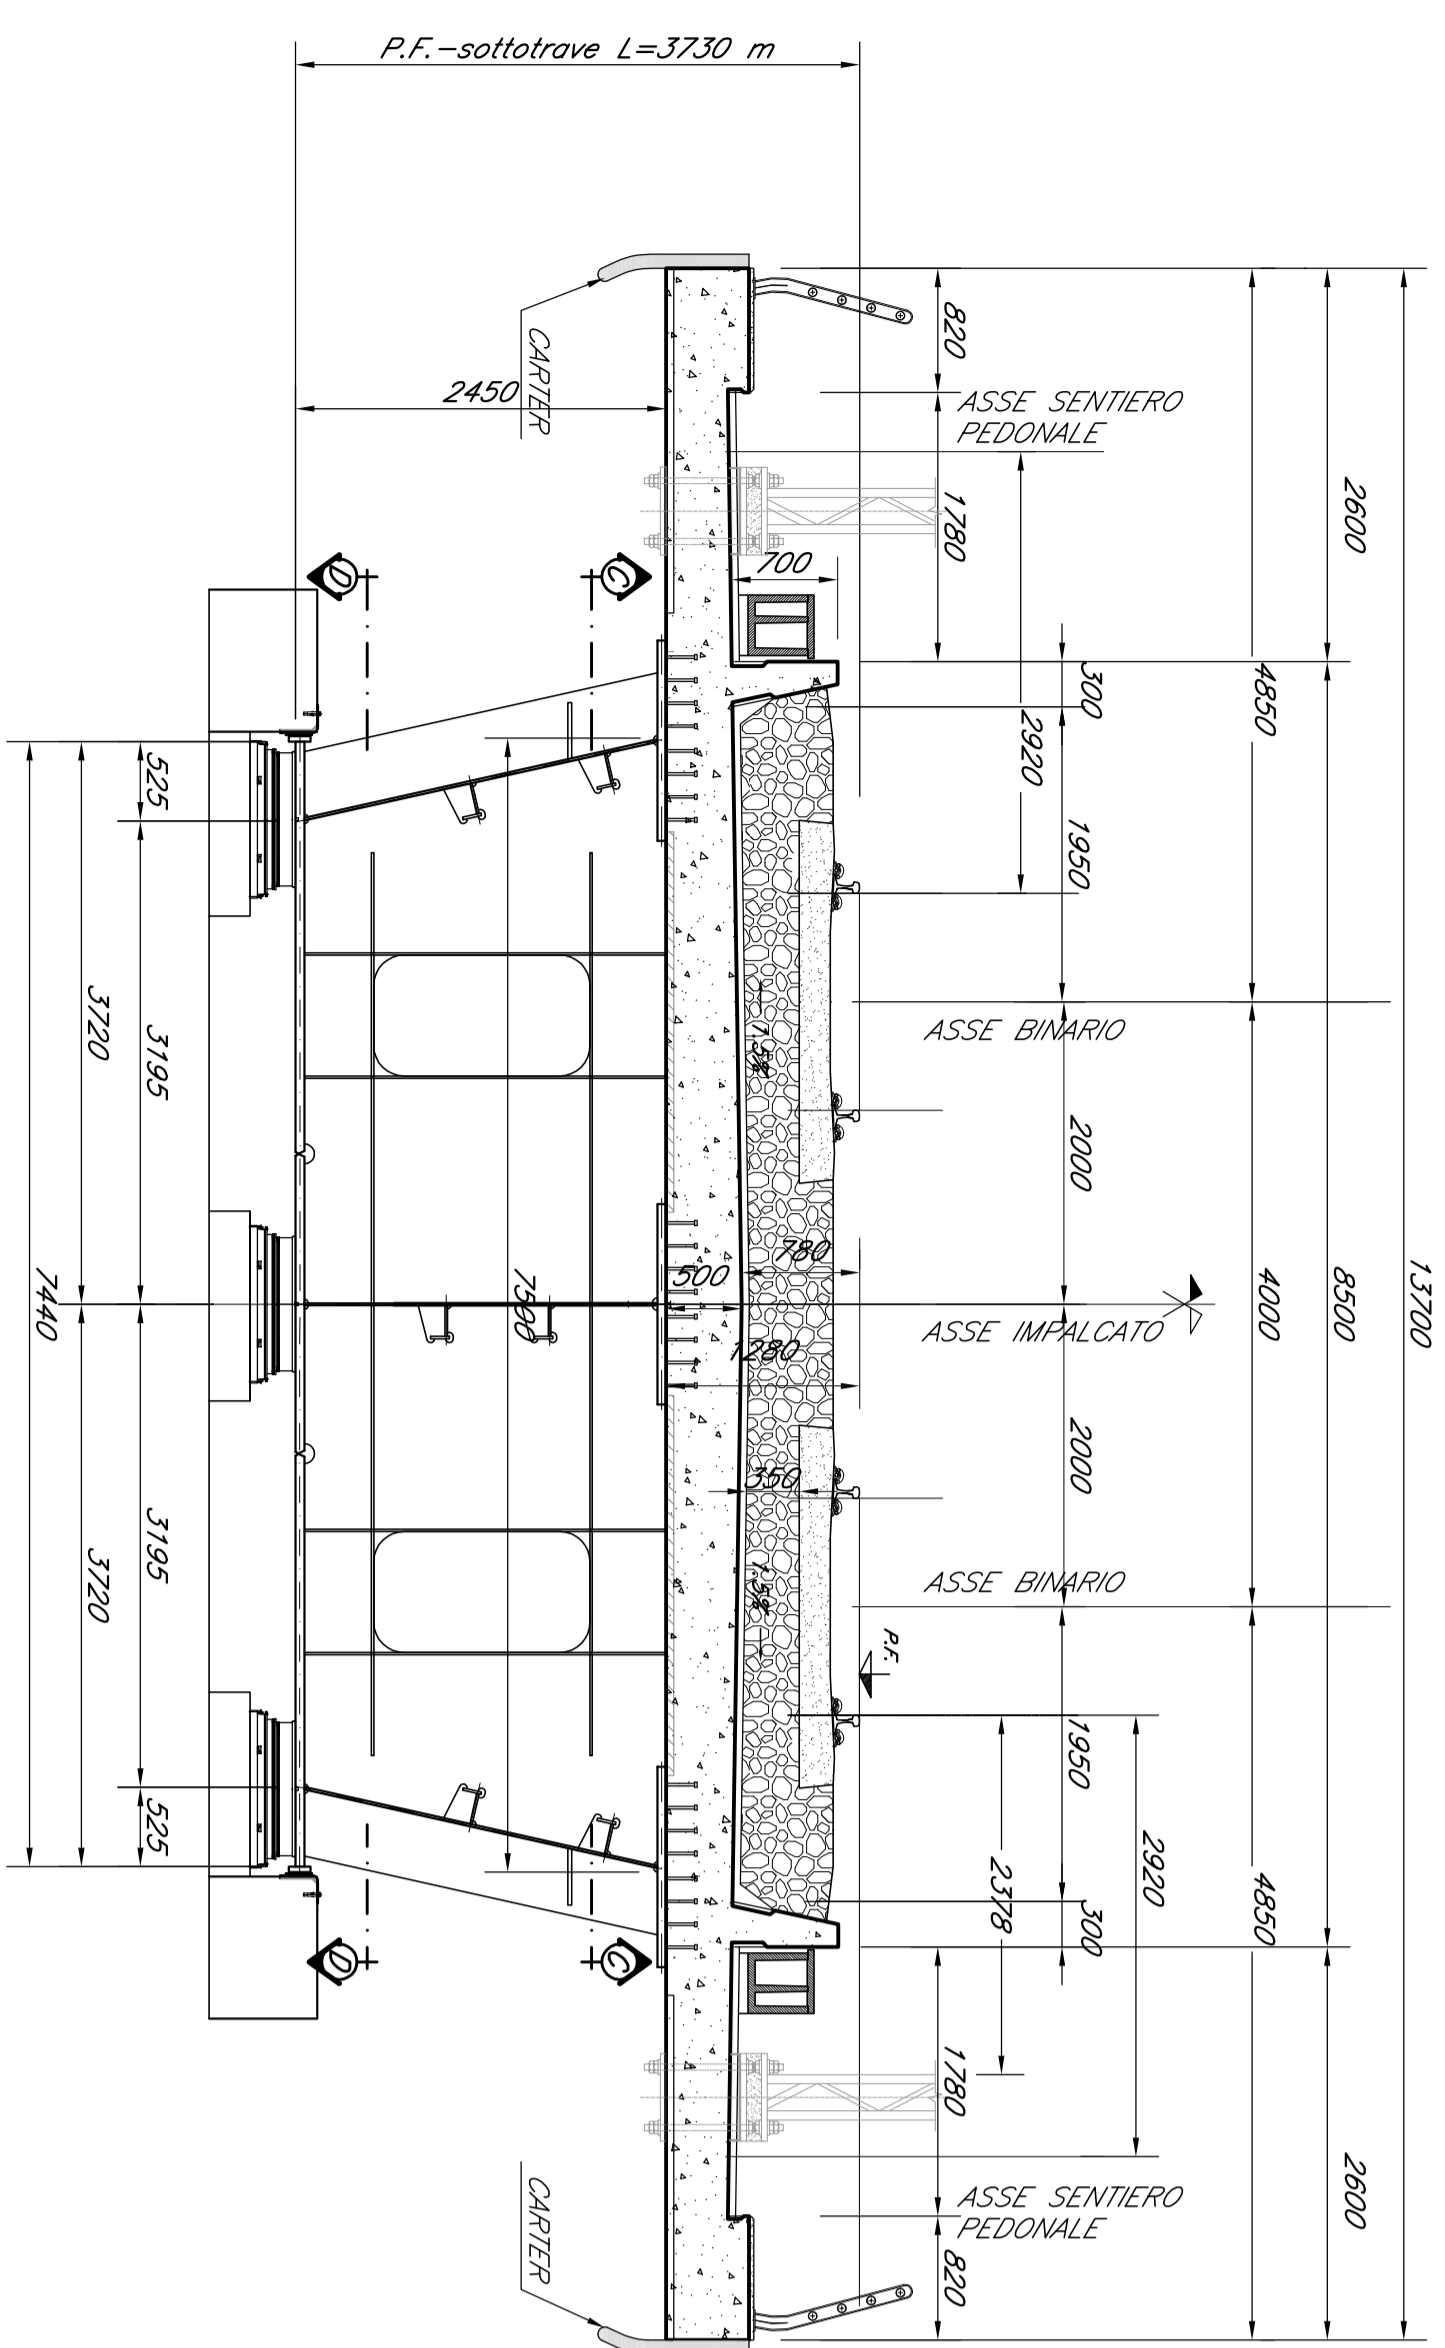 P.F.-sottotrave L=3730 m
13700
2600
8500
2600
4850
4000
4850
300
1950
2000
2000
1950
300
2920
2920
2378
820
1780
1780
820
ASSE SENTIERO
PEDONALE
ASSE BINARIO
ASSE IMPALCATO
ASSE BINARIO
P.F.
ASSE SENTIERO
PEDONALE
700
780
500
1280
350
1.5%
1.5%
2450
CARTER
CARTER
D
C
D
C
7500
525
3195
3195
525
3720
3720
7440